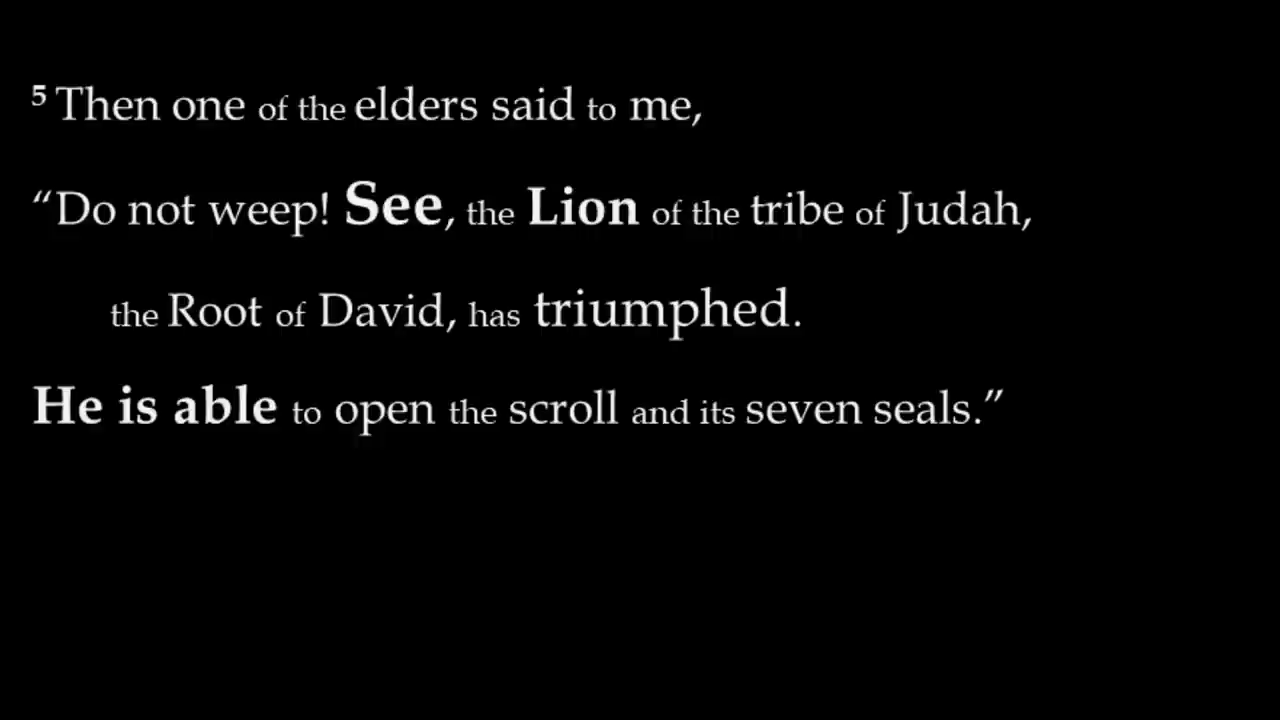 5 Then one of the elders said to me,
“Do not weep! See, the Lion of the tribe of Judah,
the Root of David, has triumphed.
He is able to open the scroll and its seven seals.”